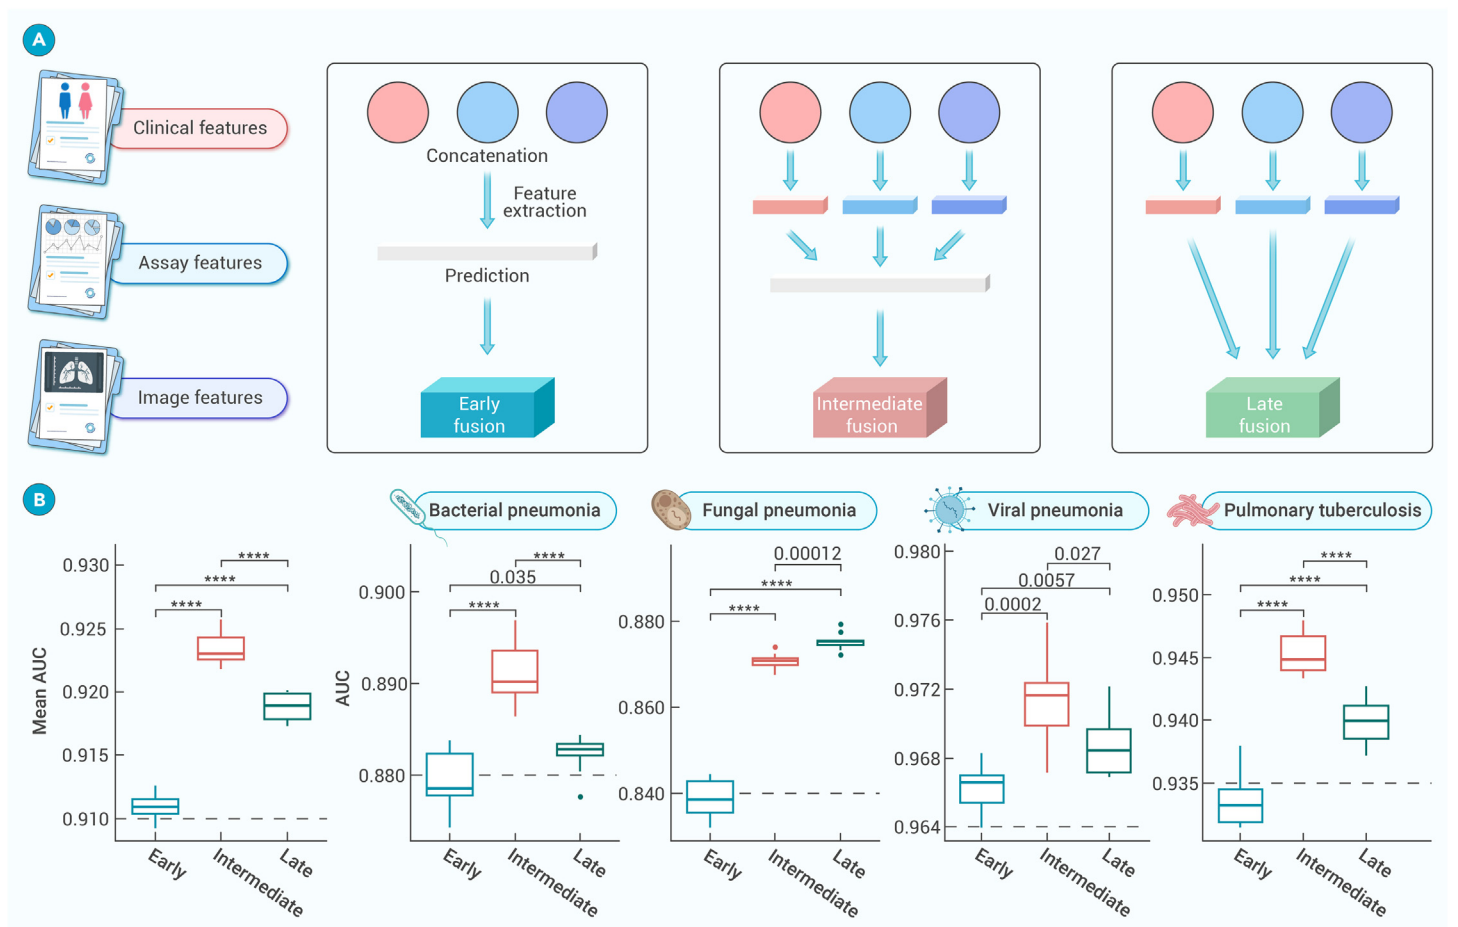 A
Clinical features
Assay features
Image features
Concatenation
Feature
extraction
Prediction
Early
fusion
Intermediate
fusion
Late
fusion
B
Mean AUC
0.930
0.925
0.920
0.915
0.910
****
****
****
Early
Intermediate
Late
Bacterial pneumonia
AUC
0.900
0.890
0.880
****
0.035
****
Early
Intermediate
Late
Fungal pneumonia
0.880
0.860
0.840
0.00012
****
****
Early
Intermediate
Late
Viral pneumonia
0.980
0.976
0.972
0.968
0.964
0.027
0.0057
0.0002
Early
Intermediate
Late
Pulmonary tuberculosis
0.950
0.945
0.940
0.935
****
****
****
Early
Intermediate
Late